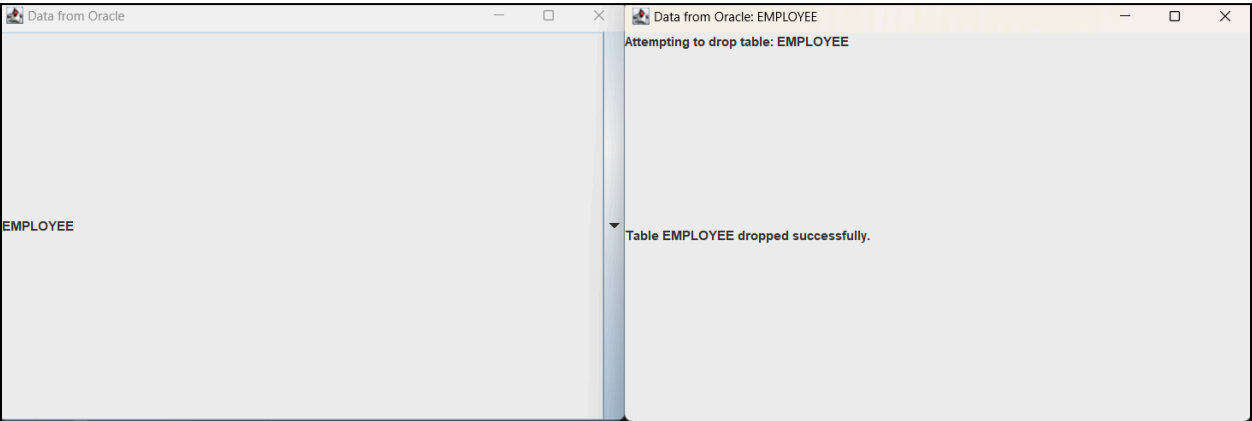 Data from Oracle
EMPLOYEE
Data from Oracle: EMPLOYEE
Attempting to drop table: EMPLOYEE
Table EMPLOYEE dropped successfully.